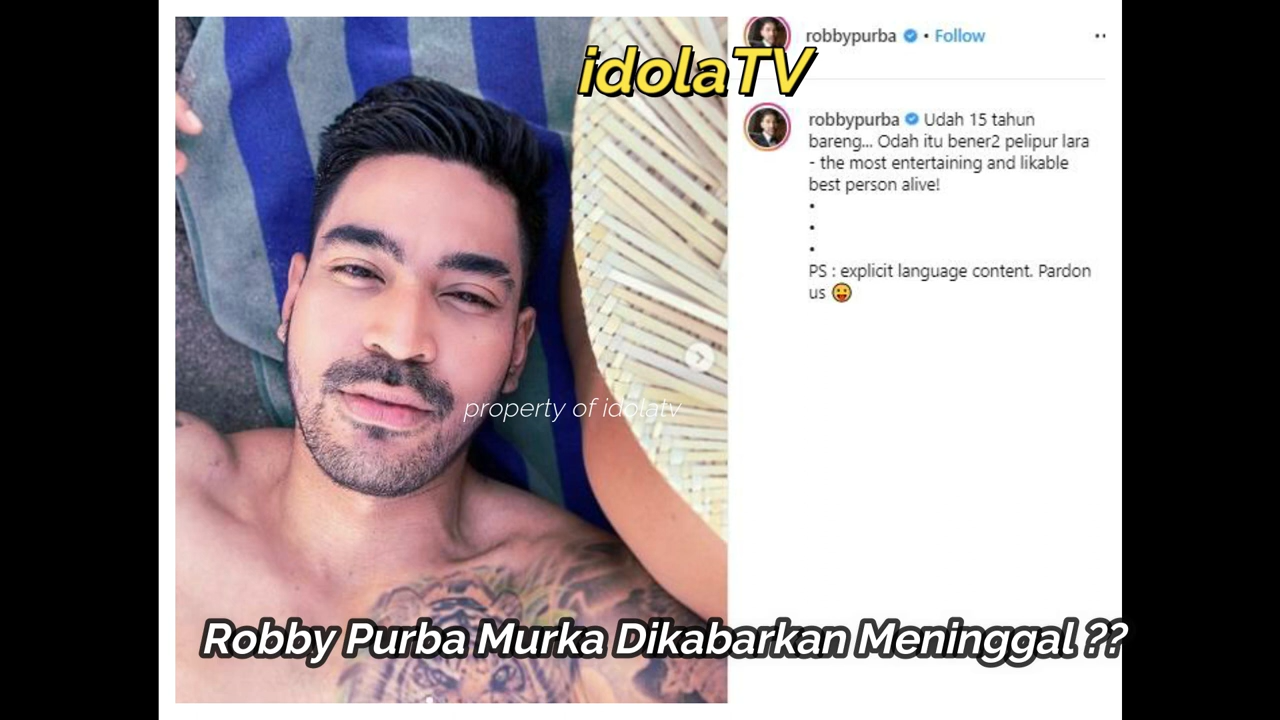 robbypurba • Follow
idolaTV
robbypurba Udah 15 tahun
bareng... Odah itu bener2 pelipur lara
- the most entertaining and likable
best person alive!
•
•
•
PS : explicit language content. Pardon
us 😛
property of idolatv
Robby Purba Murka Dikabarkan Meninggal ??